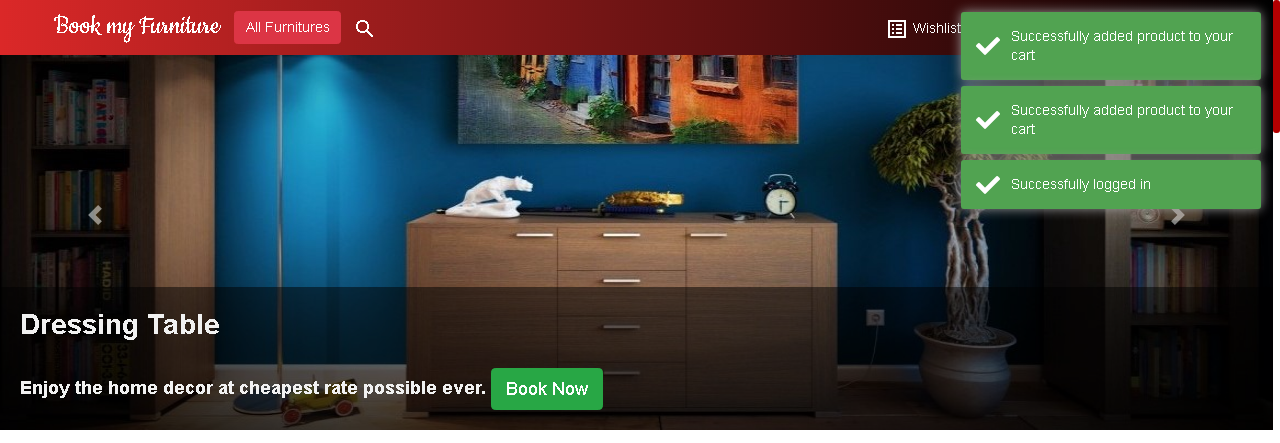 Book my Furniture
All Furnitures
Wishlist
Successfully added product to your
cart
Successfully added product to your
cart
Successfully logged in
Dressing Table
Enjoy the home decor at cheapest rate possible ever.
Book Now